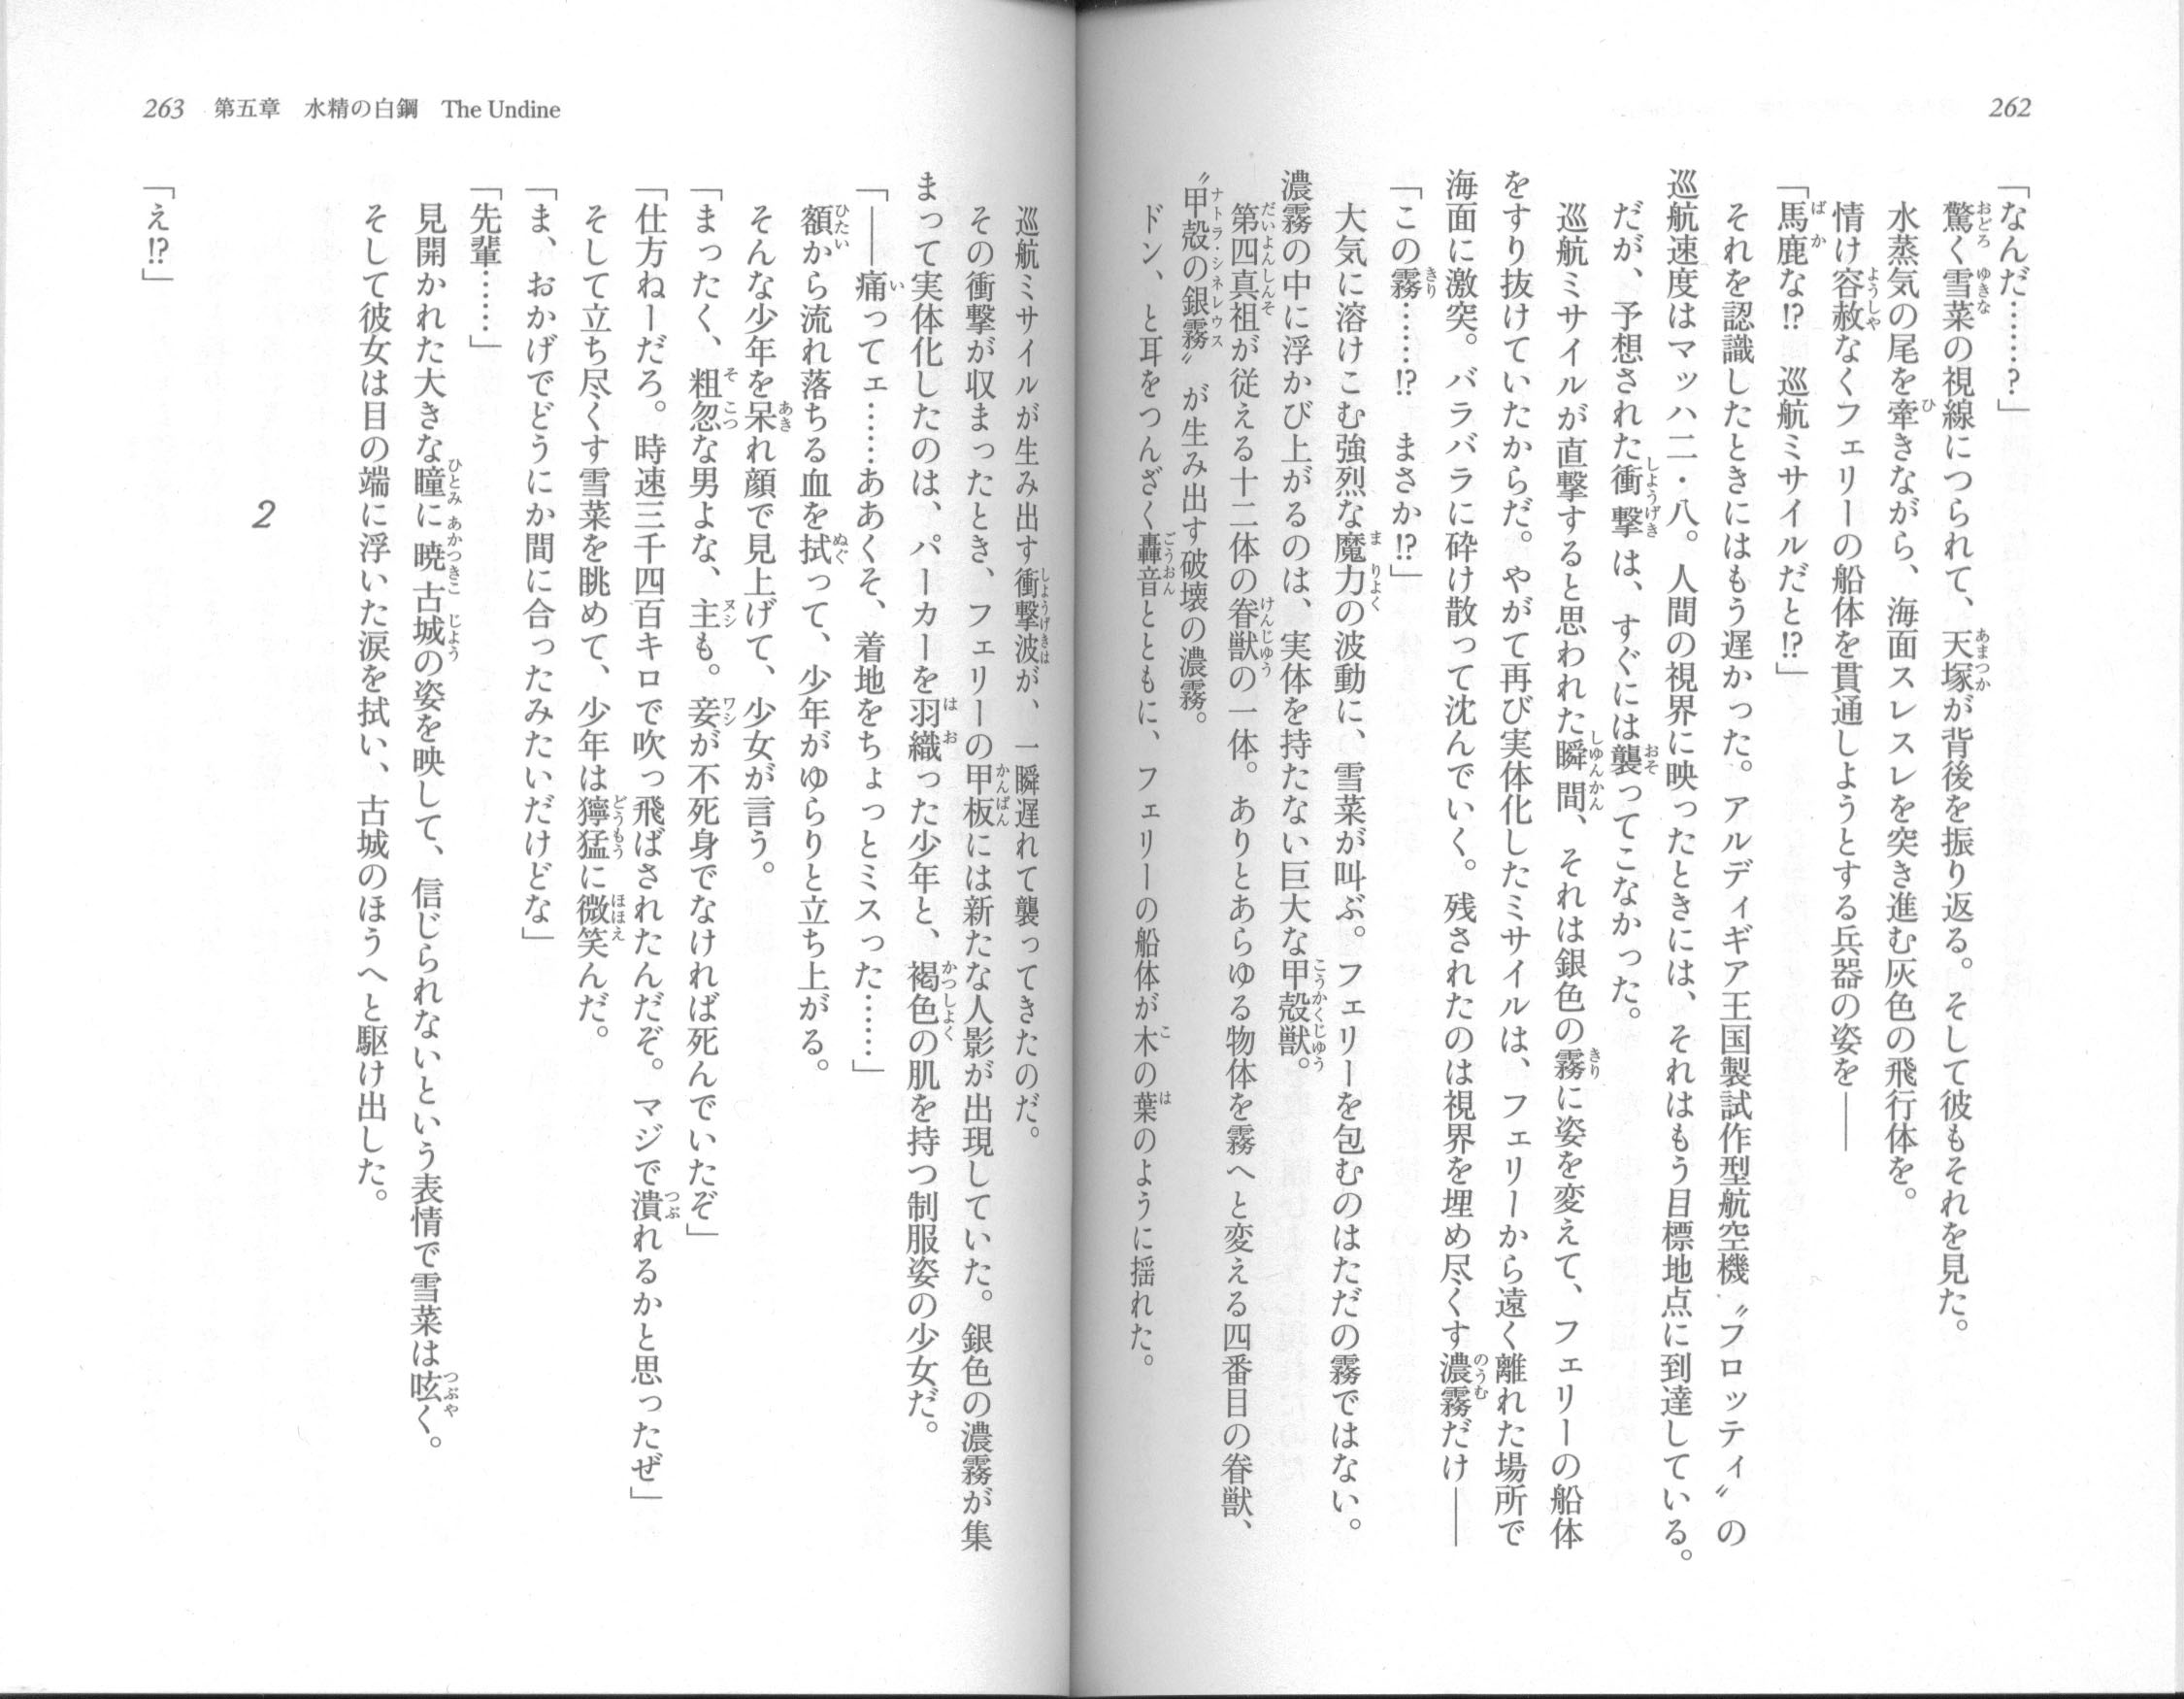 262
「なんだ……？」
驚く雪菜の視線につられて、天塚が背後を振り返る。そして彼もそれを見た。
水蒸気の尾を牽きながら、海面スレスレを突き進む灰色の飛行体を。
情け容赦なくフェリーの船体を貫通しようとする兵器の姿を――
「馬鹿な⁉　巡航ミサイルだと⁉」
それを認識したときにはもう遅かった。アルディギア王国製試作型航空機〝フロッティ〟の
巡航速度はマッハ二・八。人間の視界に映ったときには、それはもう目標地点に到達している。
だが、予想された衝撃は、すぐには襲ってこなかった。
巡航ミサイルが直撃すると思われた瞬間、それは銀色の霧に姿を変えて、フェリーの船体
をすり抜けていたからだ。やがて再び実体化したミサイルは、フェリーから遠く離れた場所で
海面に激突。バラバラに砕け散って沈んでいく。残されたのは視界を埋め尽くす濃霧だけ――
「この霧……⁉　まさか⁉」
大気に溶けこむ強烈な魔力の波動に、雪菜が叫ぶ。フェリーを包むのはただの霧ではない。
濃霧の中に浮かび上がるのは、実体を持たない巨大な甲殻獣。
第四真祖が従える十二体の眷獣の一体。ありとあらゆる物体を霧へと変える四番目の眷獣、
〝甲殻の銀霧〟が生み出す破壊の濃霧。
ドン、と耳をつんざく轟音とともに、フェリーの船体が木の葉のように揺れた。
263 第五章　水精の白鋼　The Undine
巡航ミサイルが生み出す衝撃波が、一瞬遅れて襲ってきたのだ。
その衝撃が収まったとき、フェリーの甲板には新たな人影が出現していた。銀色の濃霧が集
まって実体化したのは、パーカーを羽織った少年と、褐色の肌を持つ制服姿の少女だ。
「――痛ってェ……ああくそ、着地をちょっとミスった……」
額から流れ落ちる血を拭って、少年がゆらりと立ち上がる。
そんな少年を呆れ顔で見上げて、少女が言う。
「まったく、粗忽な男よな、主も。妾が不死身でなければ死んでいたぞ」
「仕方ねーだろ。時速三千四百キロで吹っ飛ばされたんだぞ。マジで潰れるかと思ったぜ」
そして立ち尽くす雪菜を眺めて、少年は獰猛に微笑んだ。
「ま、おかげでどうにか間に合ったみたいだけどな」
「先輩……」
見開かれた大きな瞳に暁古城の姿を映して、信じられないという表情で雪菜は呟く。
そして彼女は目の端に浮いた涙を拭い、古城のほうへと駆け出した。
2
「え⁉」